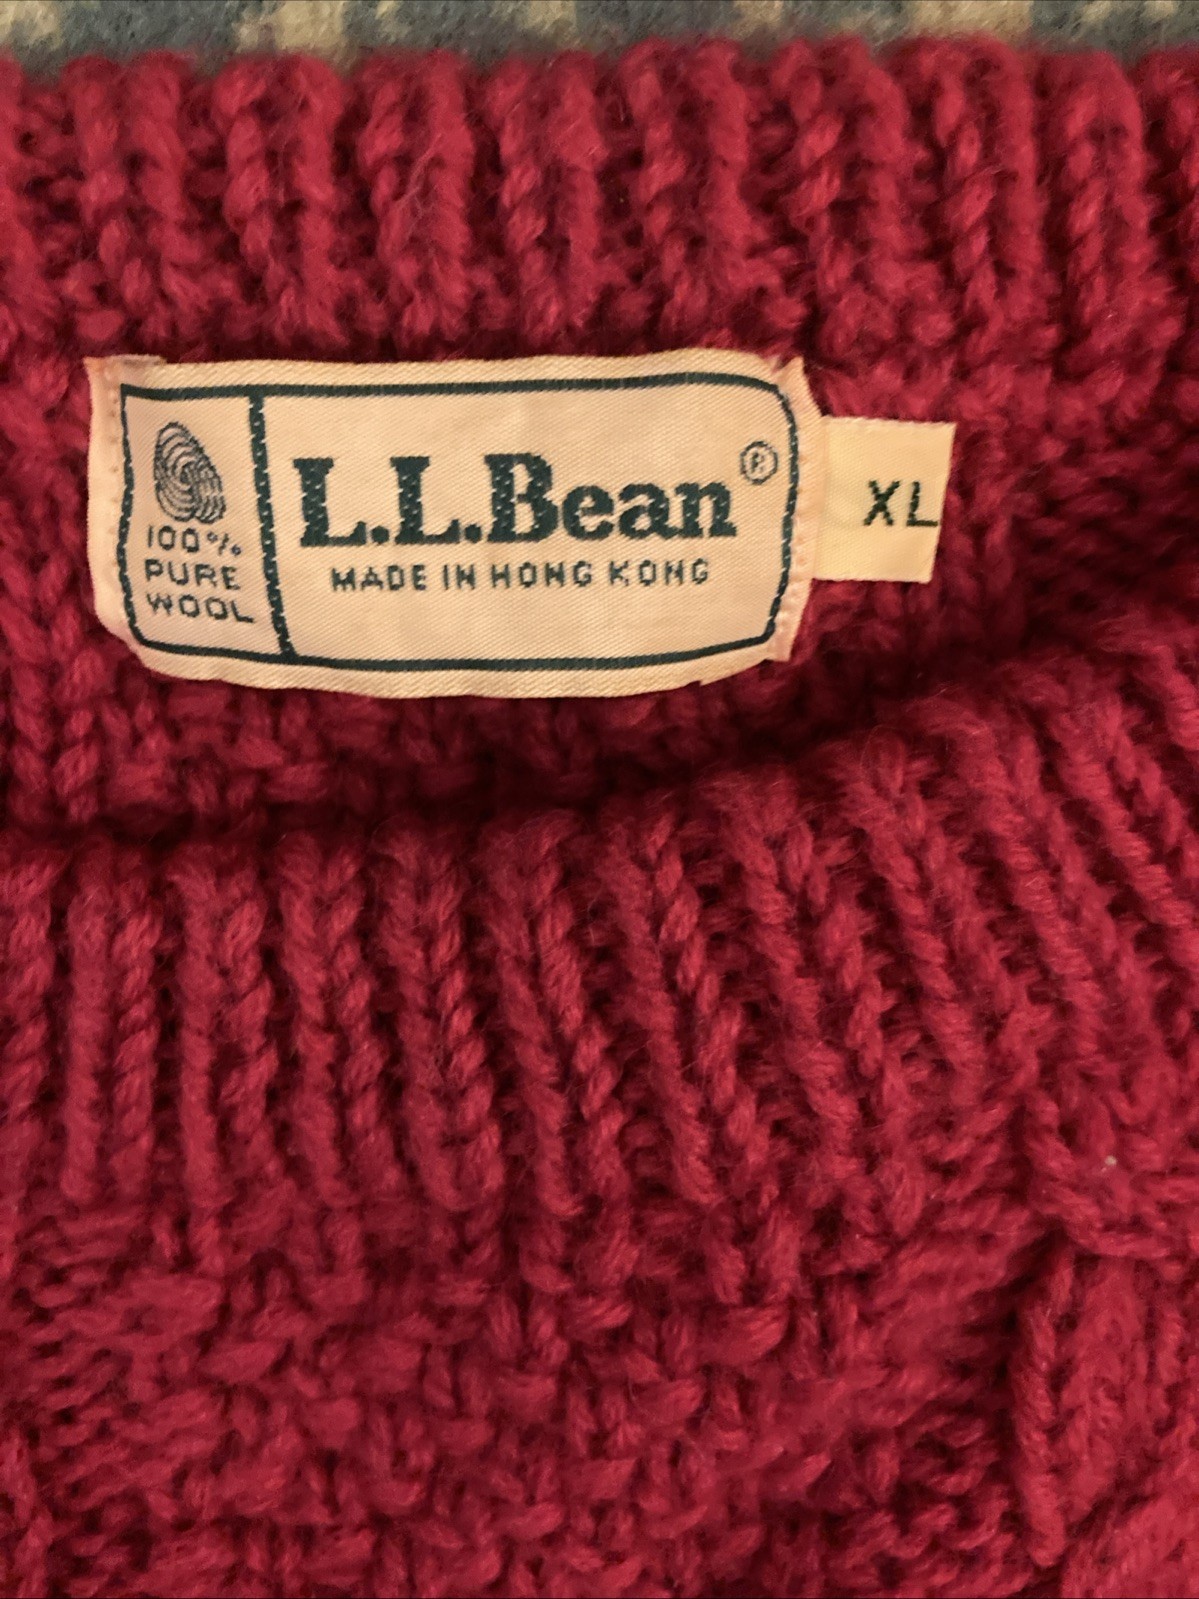 100%
PURE
WOOL
L.L.Bean®
MADE IN HONG KONG
XL